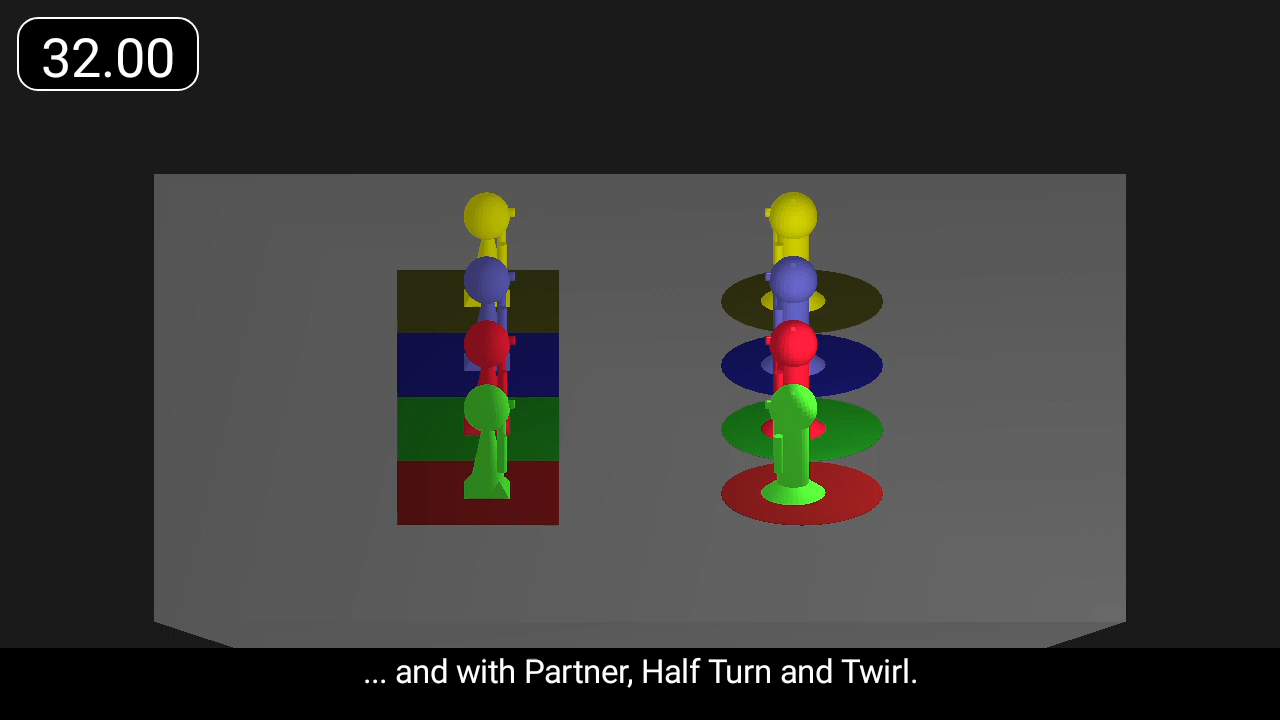 32.00
... and with Partner, Half Turn and Twirl.